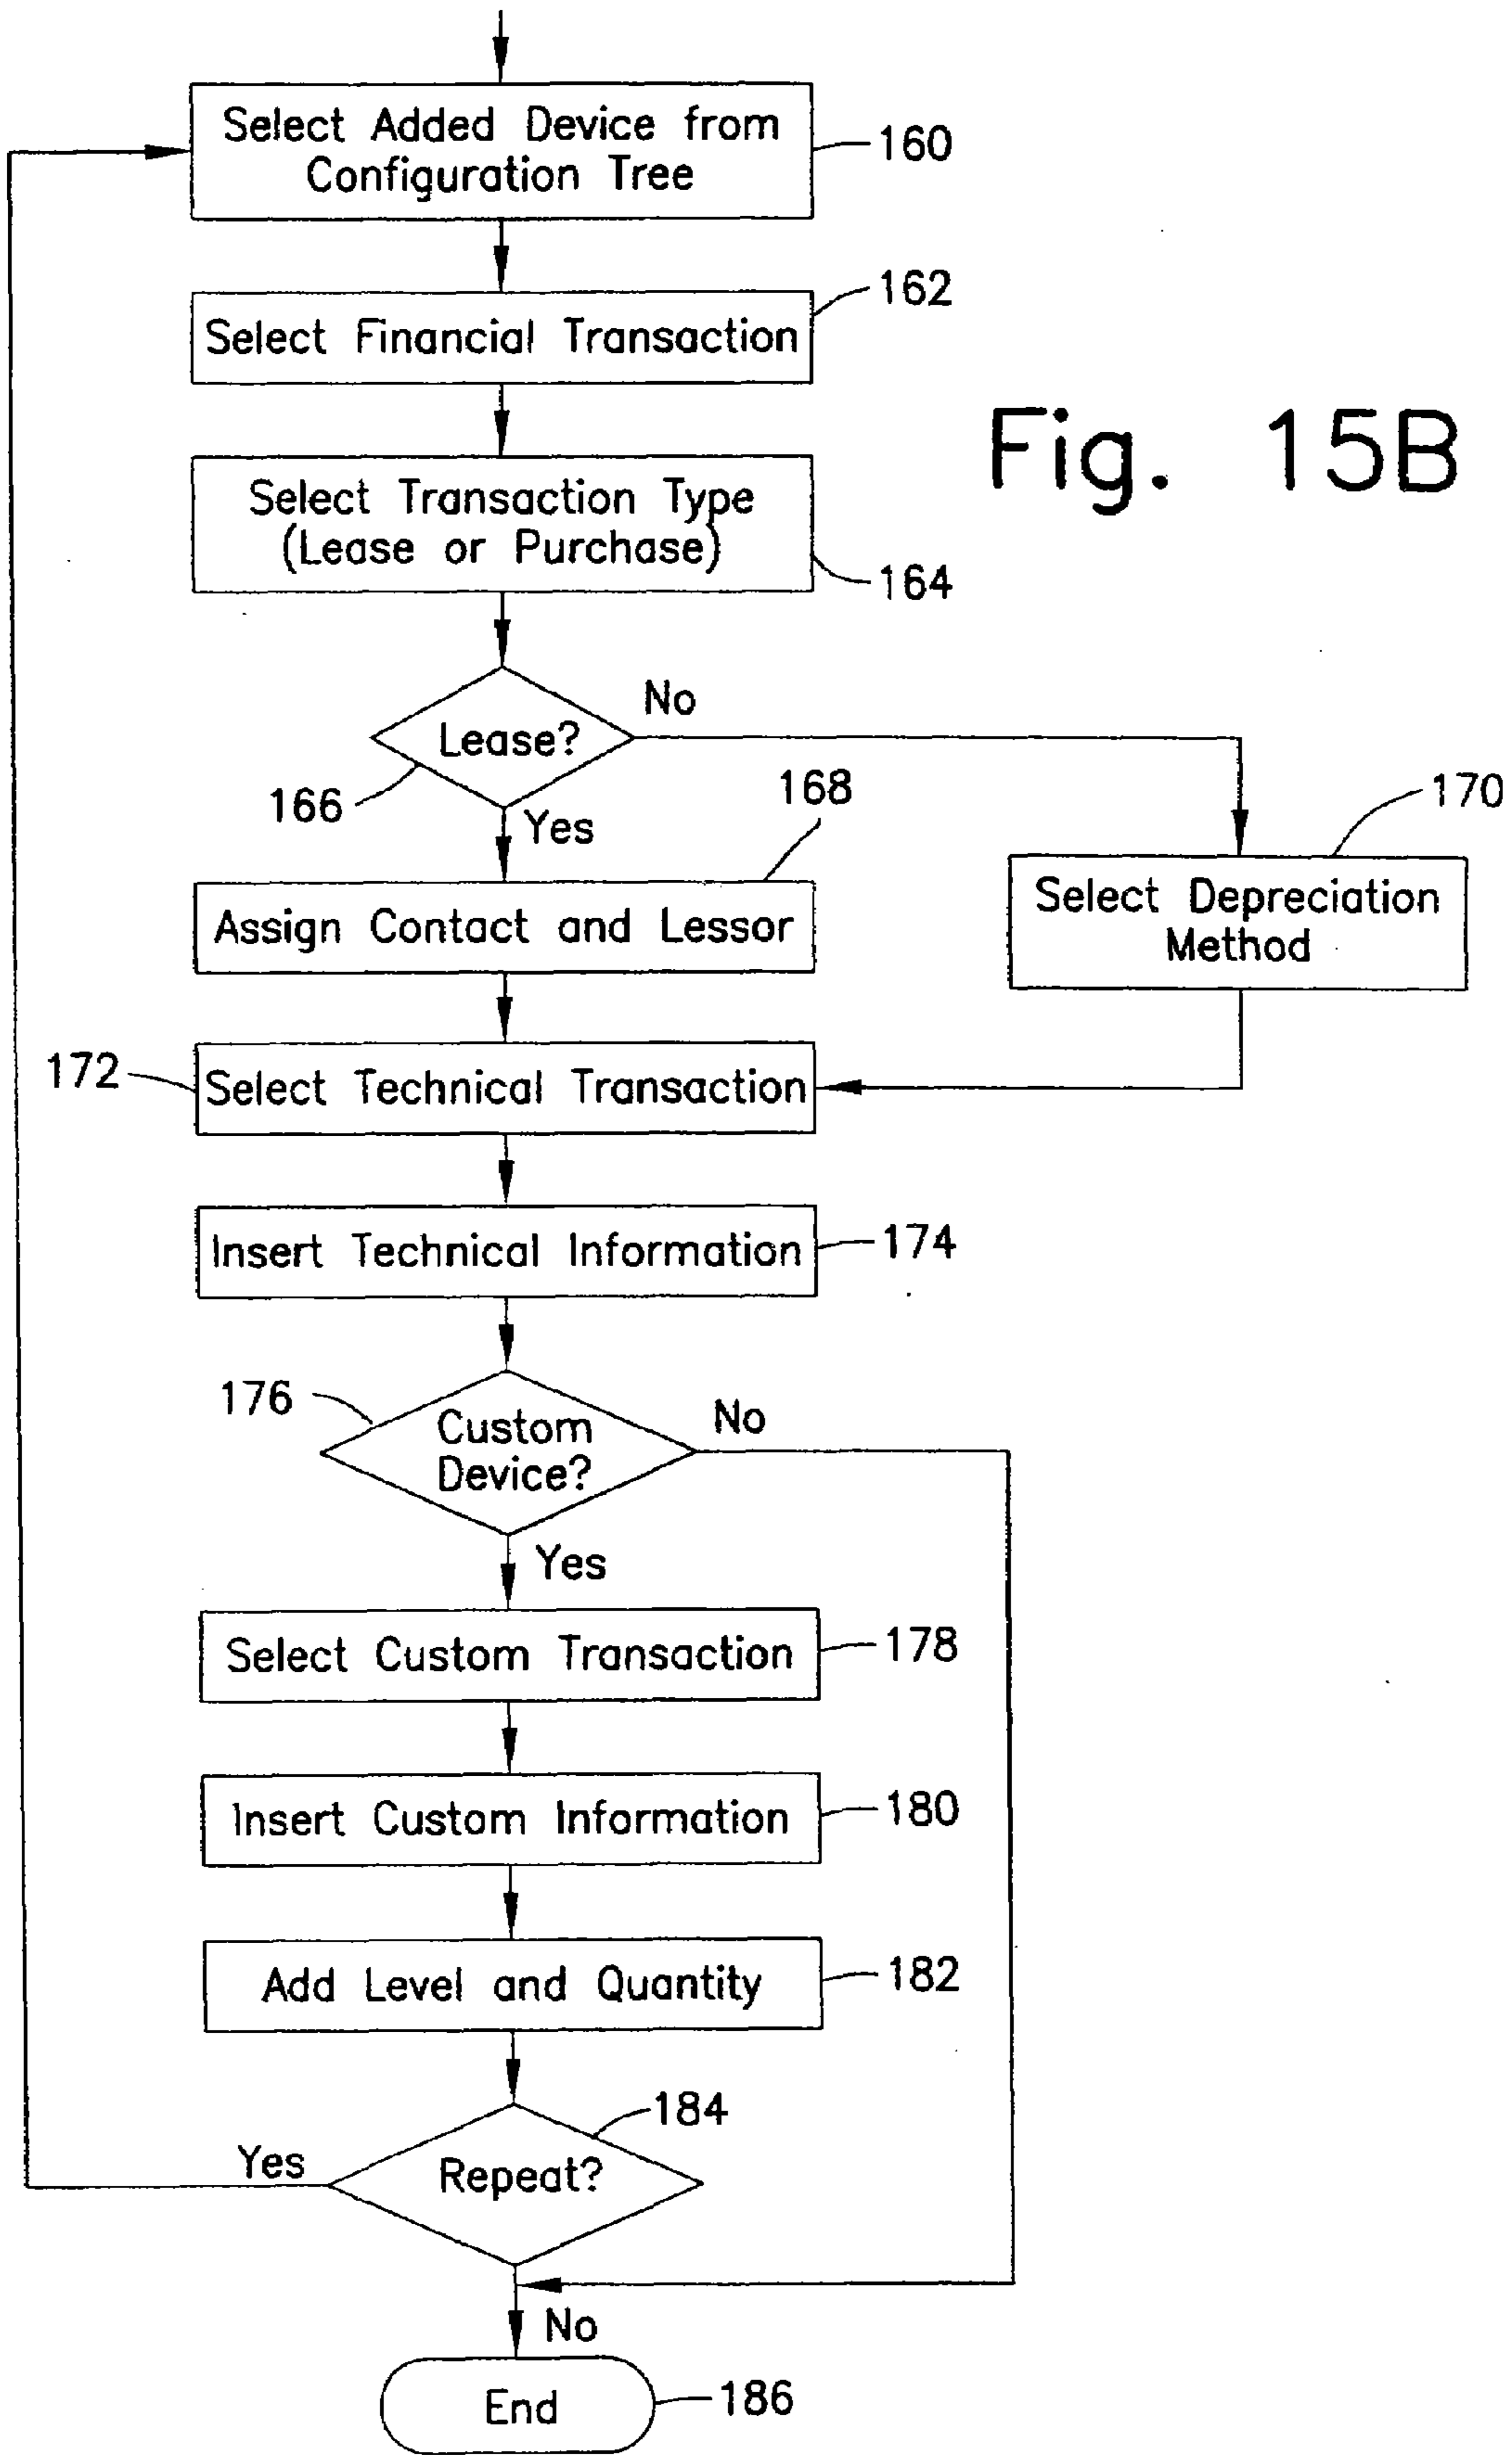 Select Added Device from
Configuration Tree
160
162
Select Financial Transaction
Fig. 15B
Select Transaction Type
(Lease or Purchase)
164
No
Lease?
166
Yes
168
170
Assign Contact and Lessor
Select Depreciation
Method
172
Select Technical Transaction
Insert Technical Information
174
176
Custom
Device?
No
Yes
Select Custom Transaction
178
Insert Custom Information
180
Add Level and Quantity
182
184
Yes
Repeat?
No
End
186